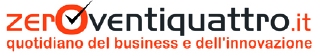 zeroventiquattro.it
quotidiano del business e dell'innovazione